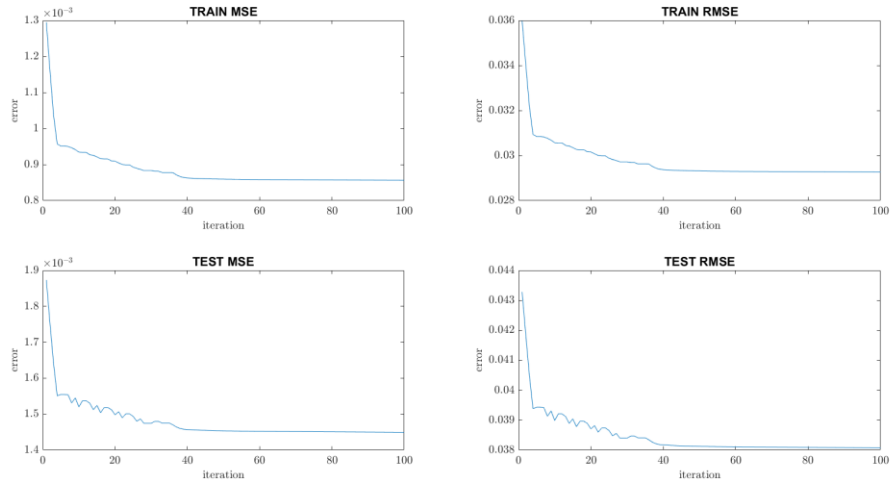 TRAIN MSE
×10⁻³
1.3
1.2
1.1
1
0.9
0.8
error
0 20 40 60 80 100
iteration
TRAIN RMSE
0.036
0.034
0.032
0.03
0.028
error
0 20 40 60 80 100
iteration
TEST MSE
×10⁻³
1.9
1.8
1.7
1.6
1.5
1.4
error
0 20 40 60 80 100
iteration
TEST RMSE
0.044
0.043
0.042
0.041
0.04
0.039
0.038
error
0 20 40 60 80 100
iteration